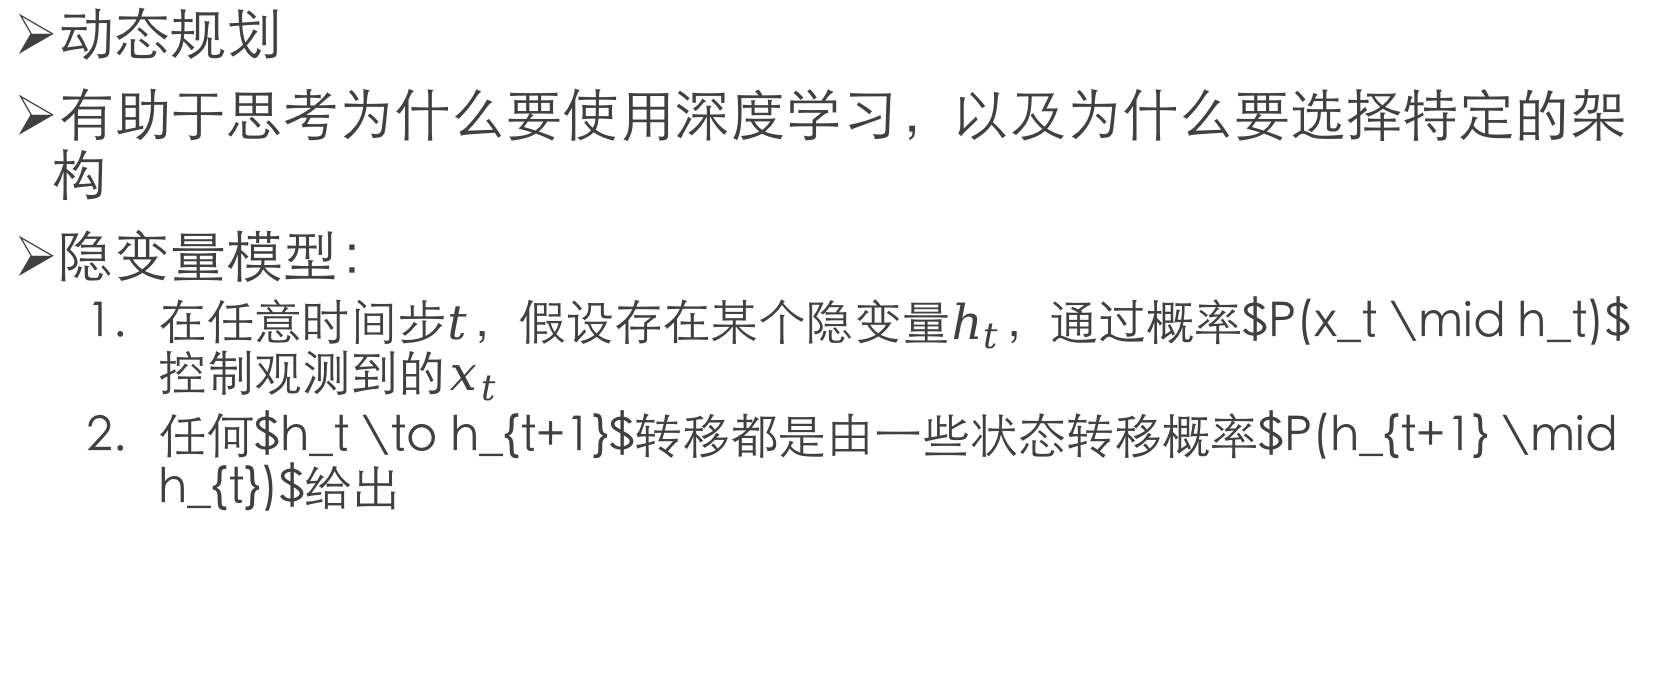 ➢动态规划
➢有助于思考为什么要使用深度学习，以及为什么要选择特定的架
构
➢隐变量模型：
1. 在任意时间步t，假设存在某个隐变量h_t，通过概率$P(x_t \mid h_t)$
控制观测到的x_t
2. 任何$h_t \to h_{t+1}$转移都是由一些状态转移概率$P(h_{t+1} \mid
h_{t})$给出